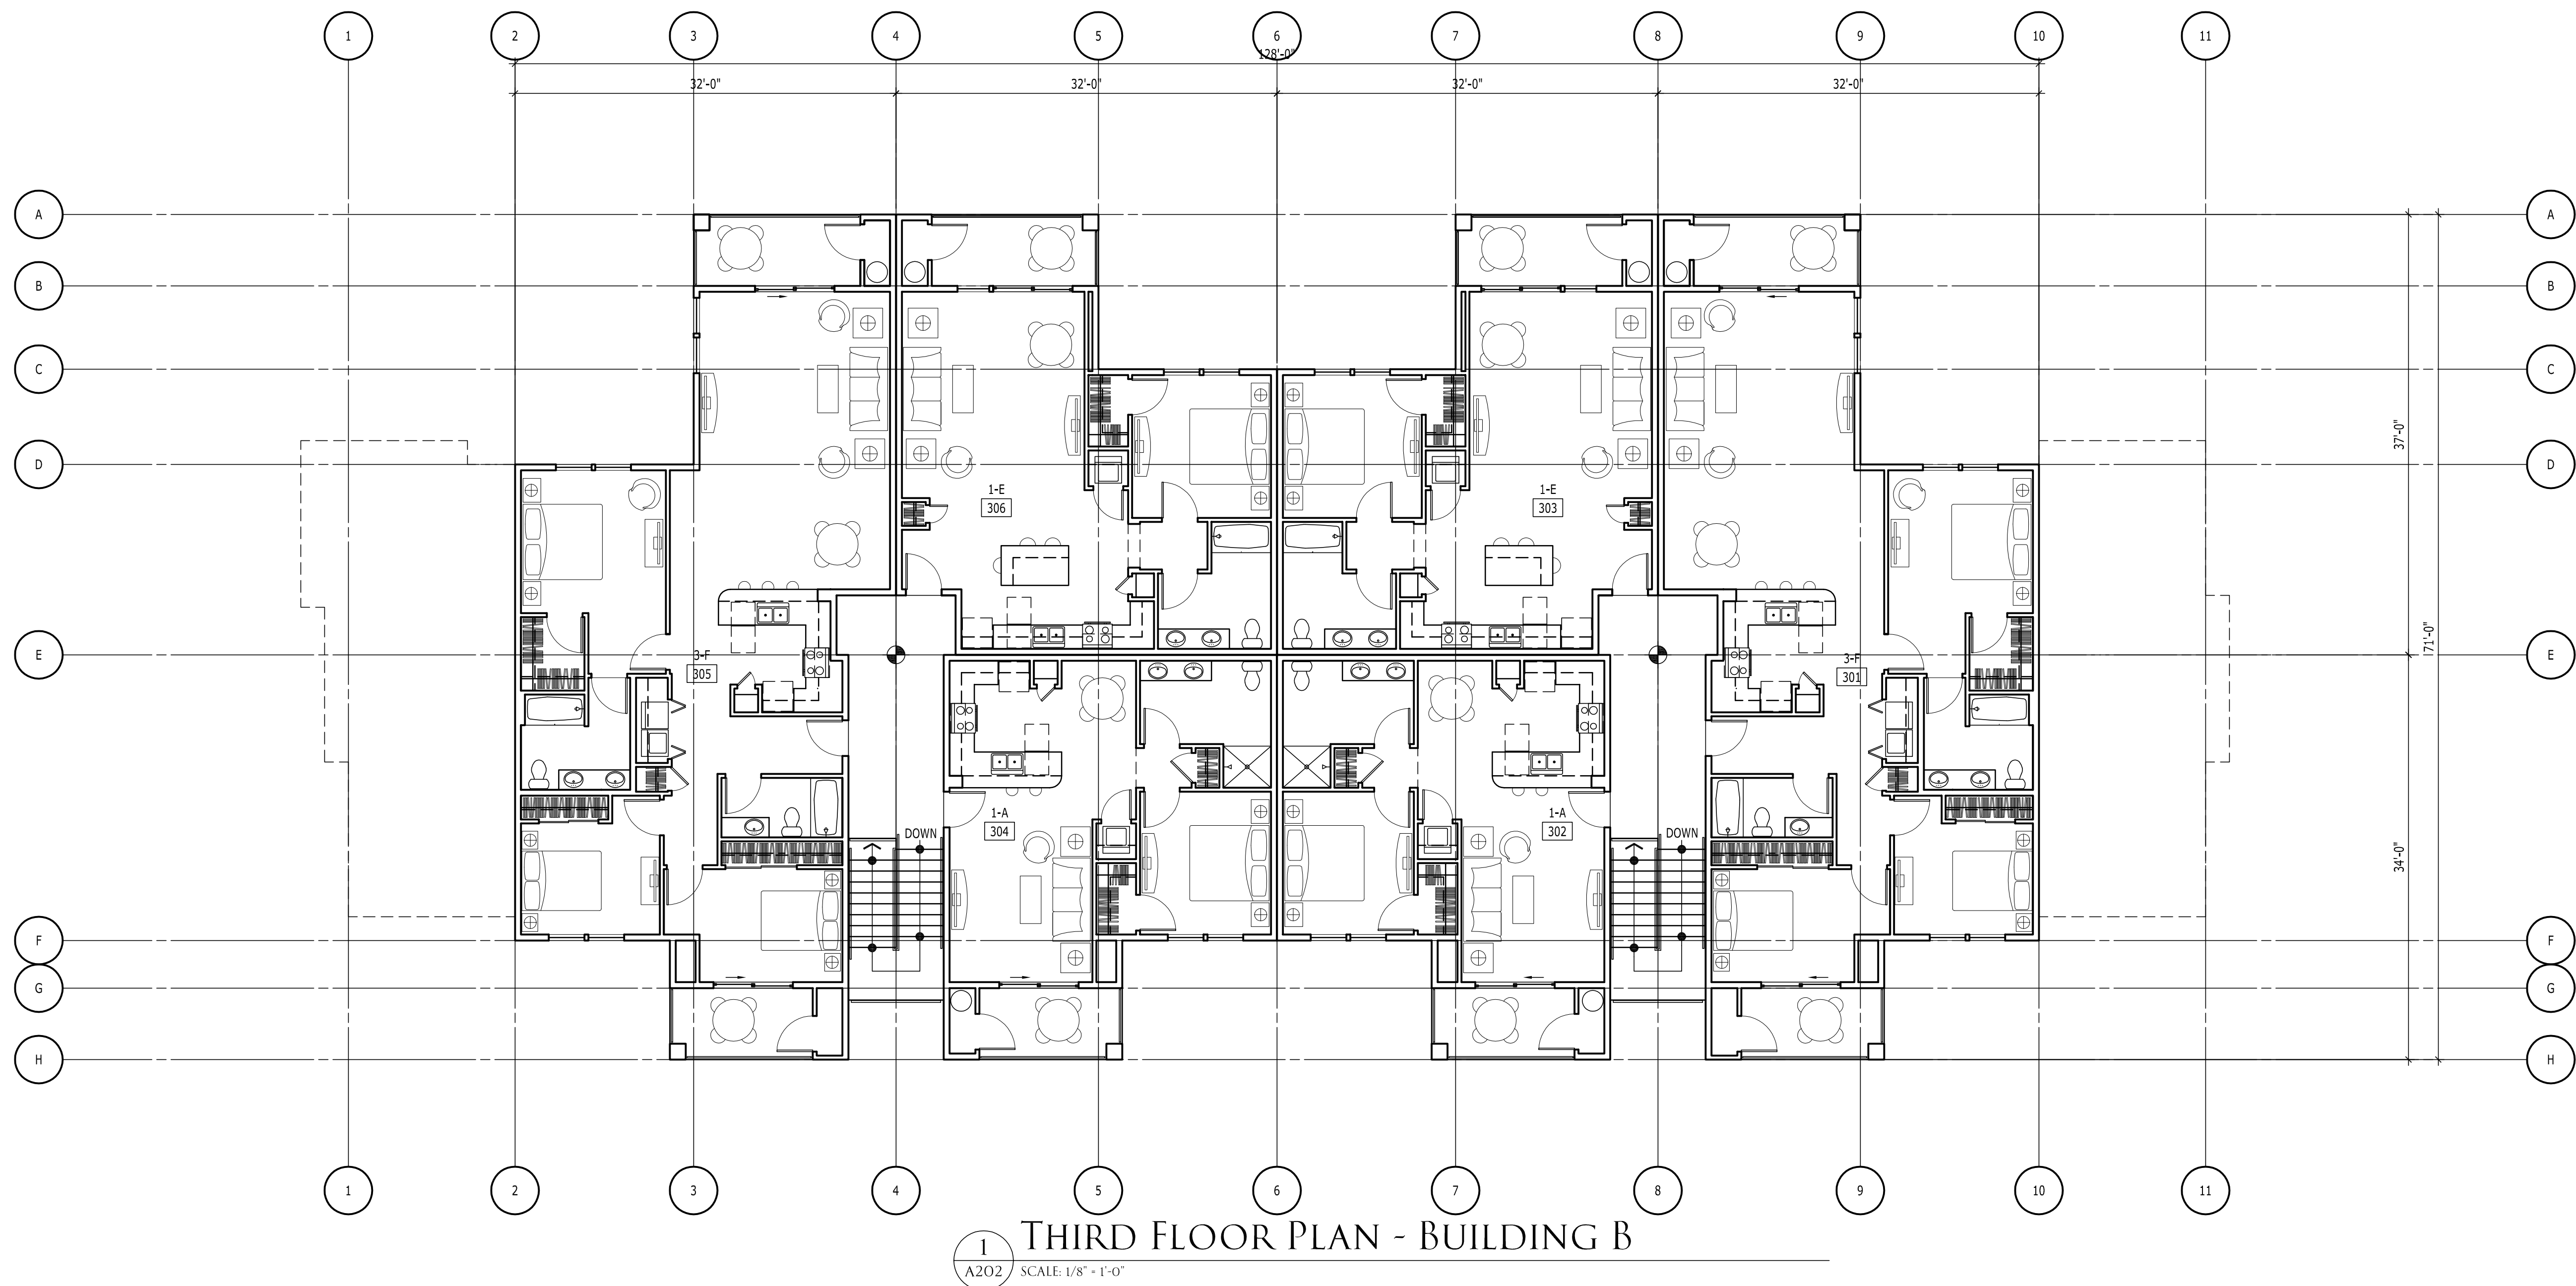 1 2 3 4 5 6 7 8 9 10 11
128'-0"
32'-0" 32'-0" 32'-0" 32'-0"
A A
B B
C C
37'-0"
D D
1-E 1-E
306 303
71'-0"
E E
3-F 3-F
305 301
1-A 1-A
304 302
DOWN DOWN
34'-0"
F F
G G
H H
1 2 3 4 5 6 7 8 9 10 11
1 THIRD FLOOR PLAN - BUILDING B
A202 SCALE: 1/8" = 1'-0"